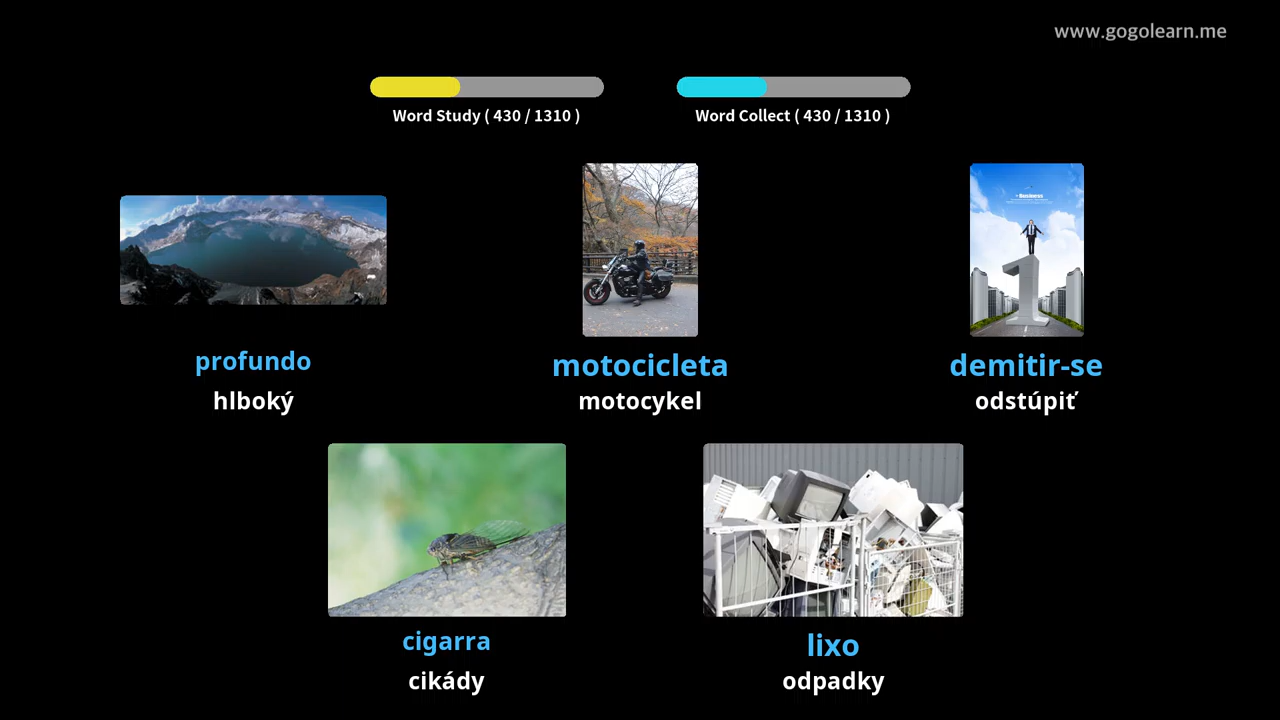 www.gogolearn.me
Word Study ( 430 / 1310 )
Word Collect ( 430 / 1310 )
profundo
hlboký
motocicleta
motocykel
demitir-se
odstúpiť
cigarra
cikády
lixo
odpadky